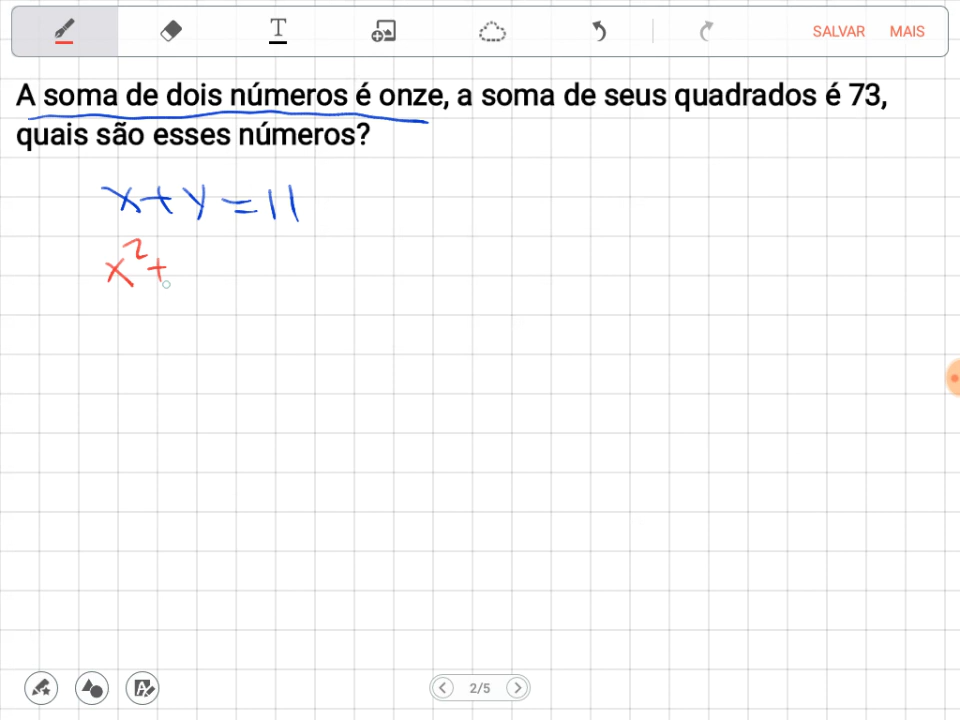 T SALVAR MAIS
A soma de dois números é onze, a soma de seus quadrados é 73,
quais são esses números?
x+y=11
x²+
A
2/5